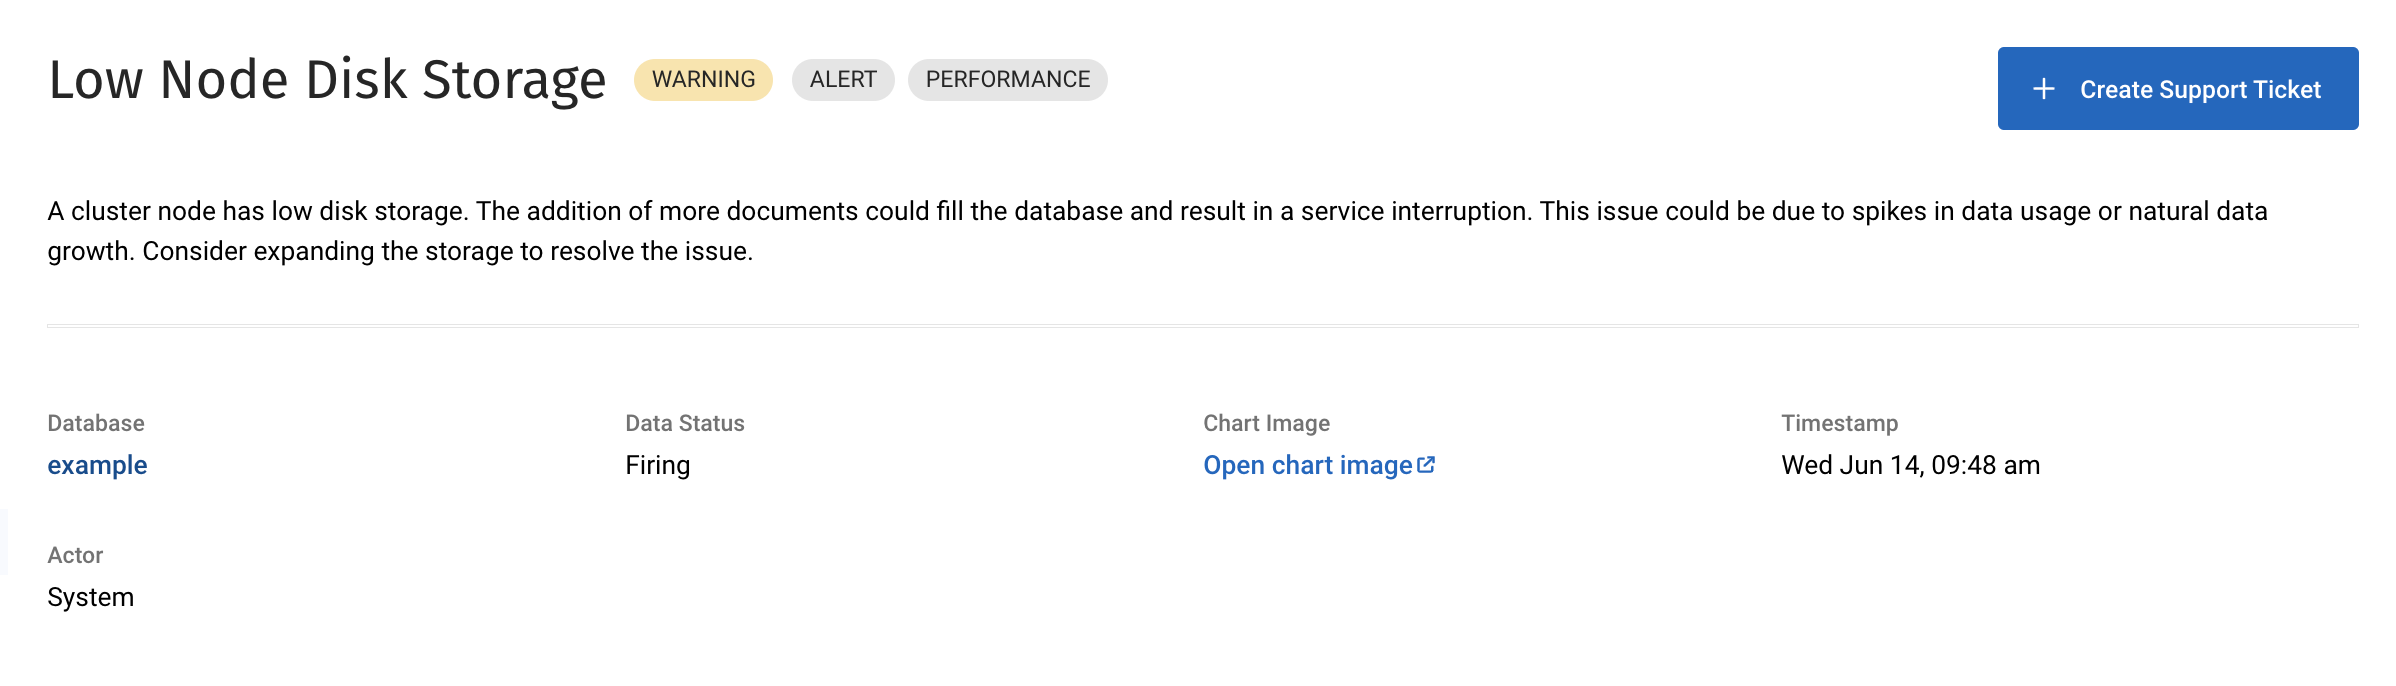 Low Node Disk Storage WARNING ALERT PERFORMANCE + Create Support Ticket
A cluster node has low disk storage. The addition of more documents could fill the database and result in a service interruption. This issue could be due to spikes in data usage or natural data
growth. Consider expanding the storage to resolve the issue.
Database Data Status Chart Image Timestamp
example Firing Open chart image Wed Jun 14, 09:48 am
Actor
System